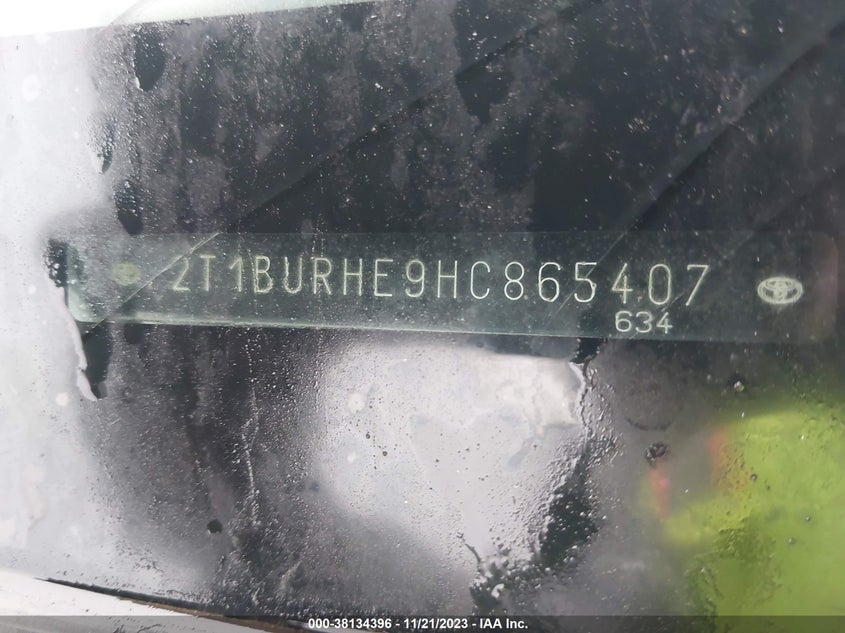 2T1BURHE9HC865407
634
000-38134396 - 11/21/2023 - IAA Inc.